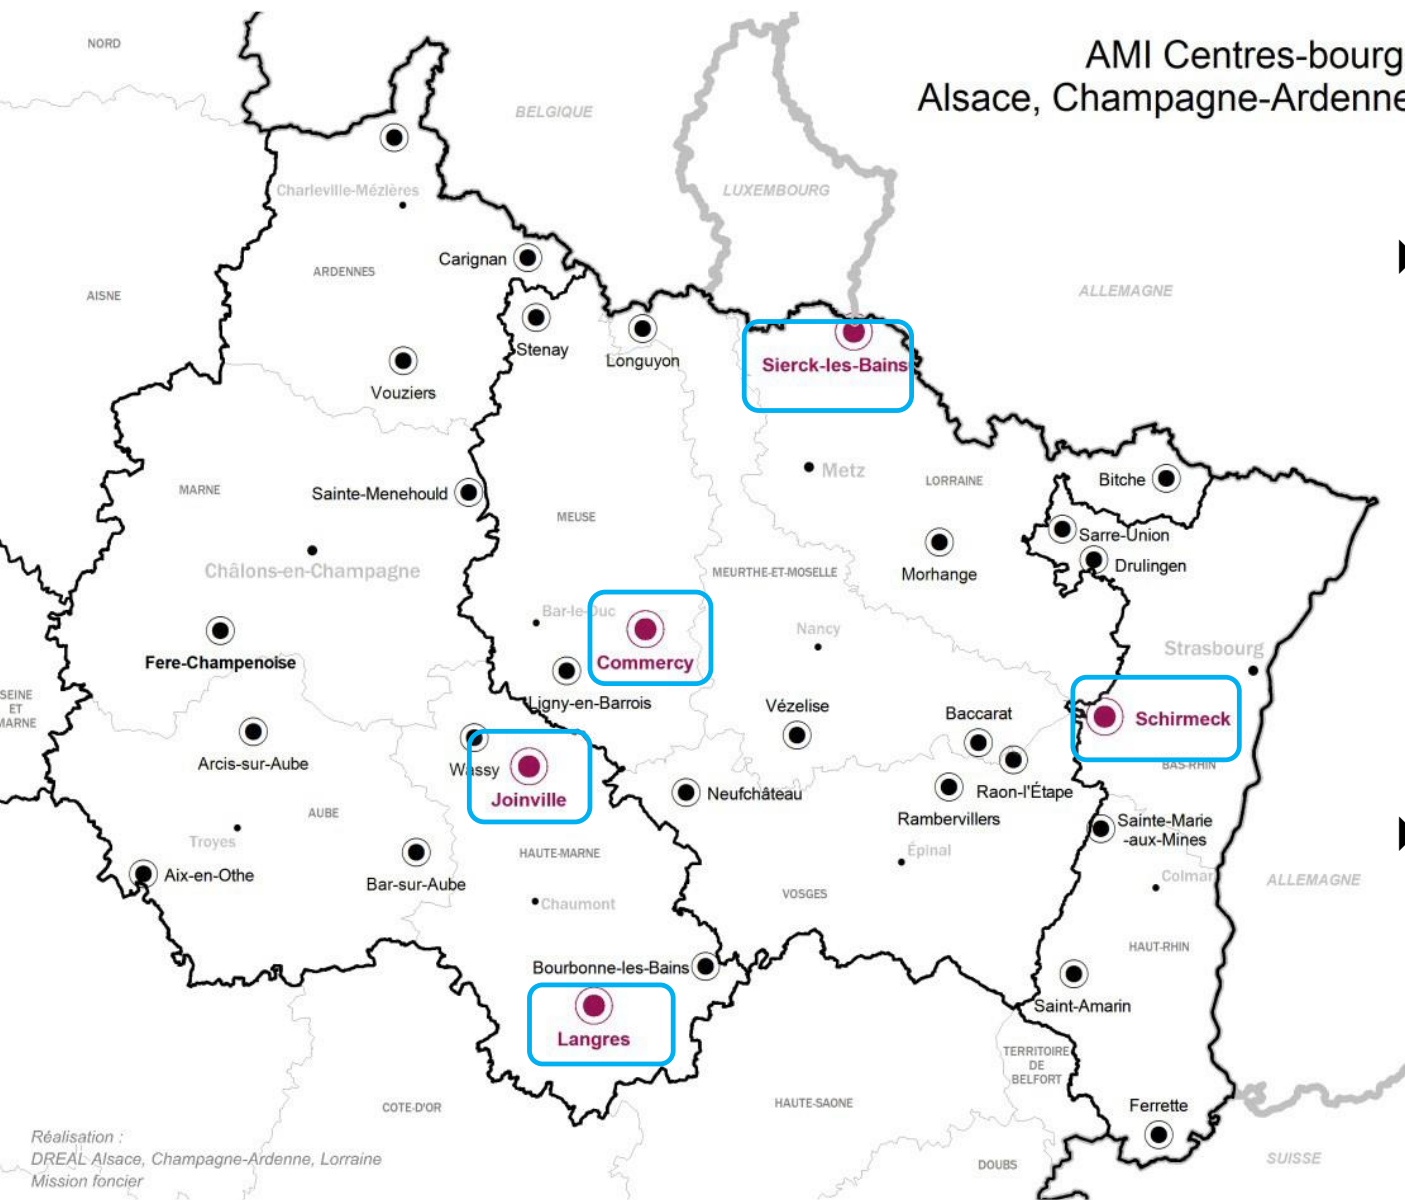 AMI Centres-bourg
Alsace, Champagne-Ardenne
NORD
BELGIQUE
Charleville-Mézières
LUXEMBOURG
Carignan
ARDENNES
ALLEMAGNE
AISNE
Stenay
Longuyon
Sierck-les-Bains
Vouziers
Metz
LORRAINE
Bitche
MARNE
Sainte-Menehould
MEUSE
Sarre-Union
Drulingen
Châlons-en-Champagne
MEURTHE-ET-MOSELLE
Morhange
Bar-le-Duc
Nancy
Strasbourg
Fere-Champenoise
Commercy
SEINE
ET
MARNE
Ligny-en-Barrois
Vézelise
Baccarat
Schirmeck
Arcis-sur-Aube
Wassy
BAS-RHIN
Joinville
Neufchâteau
Raon-l'Étape
Rambervillers
AUBE
Sainte-Marie
-aux-Mines
Troyes
HAUTE-MARNE
Épinal
Aix-en-Othe
Bar-sur-Aube
Colmar
ALLEMAGNE
VOSGES
Chaumont
HAUT-RHIN
Bourbonne-les-Bains
Saint-Amarin
Langres
TERRITOIRE
DE
BELFORT
COTE-D'OR
HAUTE-SAONE
Ferrette
Réalisation :
DREAL Alsace, Champagne-Ardenne, Lorraine
Mission foncier
DOUBS
SUISSE